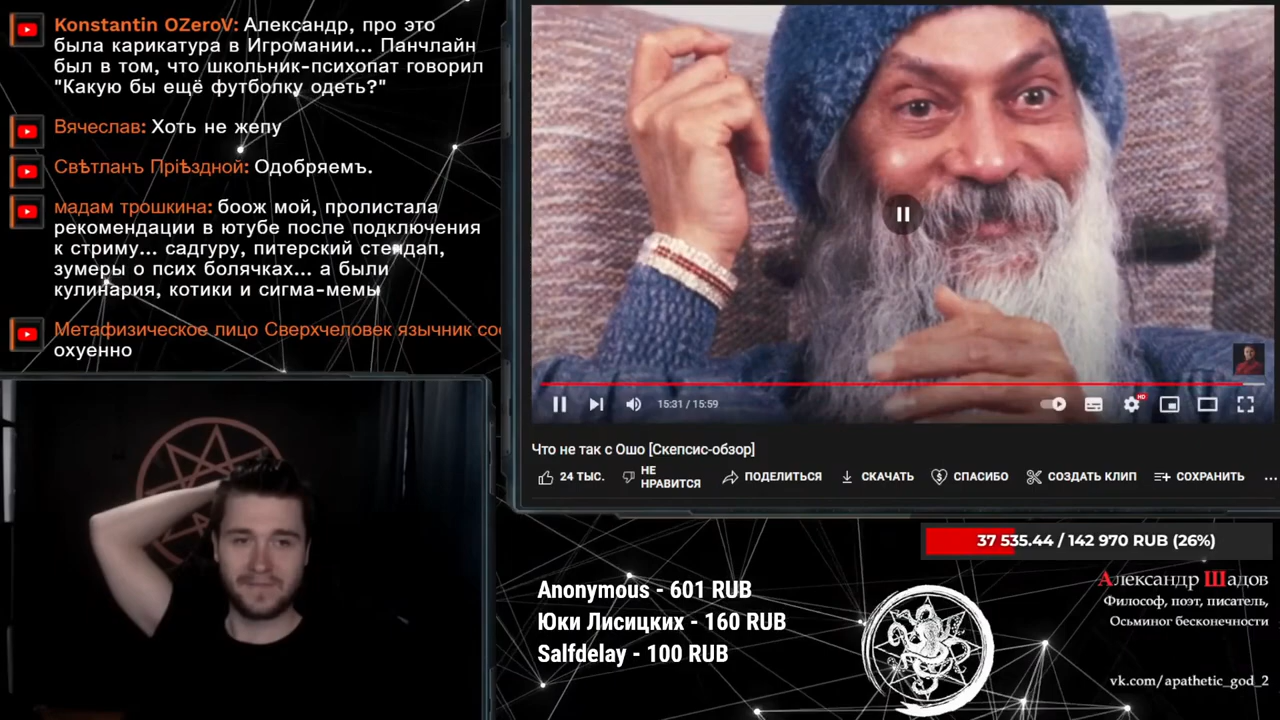 Konstantin OZeroV: Александр, про это
была карикатура в Игромании... Панчлайн
был в том, что школьник-психопат говорил
"Какую бы ещё футболку одеть?"
Вячеслав: Хоть не жепу
Свѣтланъ Пріѣздной: Одобряемъ.
мадам трошкина: боож мой, пролистала
рекомендации в ютубе после подключения
к стриму... садгуру, питерский стендап,
зумеры о псих болячках... а были
кулинария, котики и сигма-мемы
Метафизическое лицо Сверхчеловек язычник сос
охуенно
15:31 / 15:59
HD
Что не так с Ошо [Скепсис-обзор]
24 ТЫС.
НЕ
НРАВИТСЯ
ПОДЕЛИТЬСЯ
СКАЧАТЬ
СПАСИБО
СОЗДАТЬ КЛИП
СОХРАНИТЬ
...
37 535.44 / 142 970 RUB (26%)
Anonymous - 601 RUB
Юки Лисицких - 160 RUB
Salfdelay - 100 RUB
Александр Шадов
Философ, поэт, писатель,
Осьминог бесконечности
vk.com/apathetic_god_2